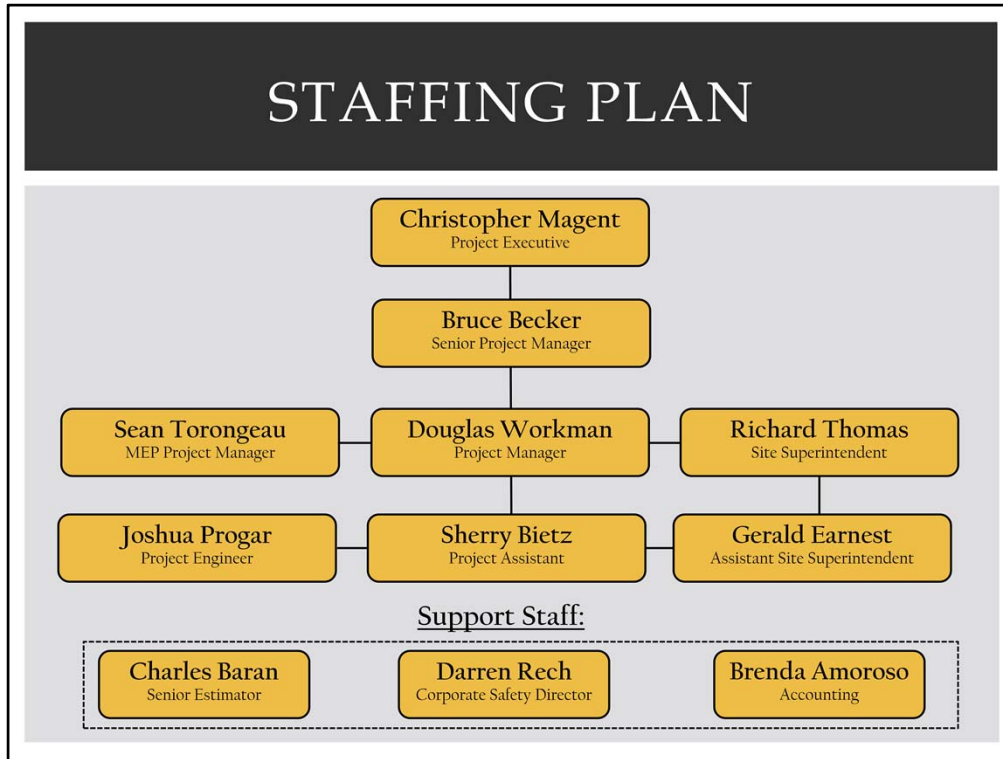 STAFFING PLAN
Christopher Magent
Project Executive
Bruce Becker
Senior Project Manager
Sean Torongeau
MEP Project Manager
Douglas Workman
Project Manager
Richard Thomas
Site Superintendent
Joshua Progar
Project Engineer
Sherry Bietz
Project Assistant
Gerald Earnest
Assistant Site Superintendent
Support Staff:
Charles Baran
Senior Estimator
Darren Rech
Corporate Safety Director
Brenda Amoroso
Accounting